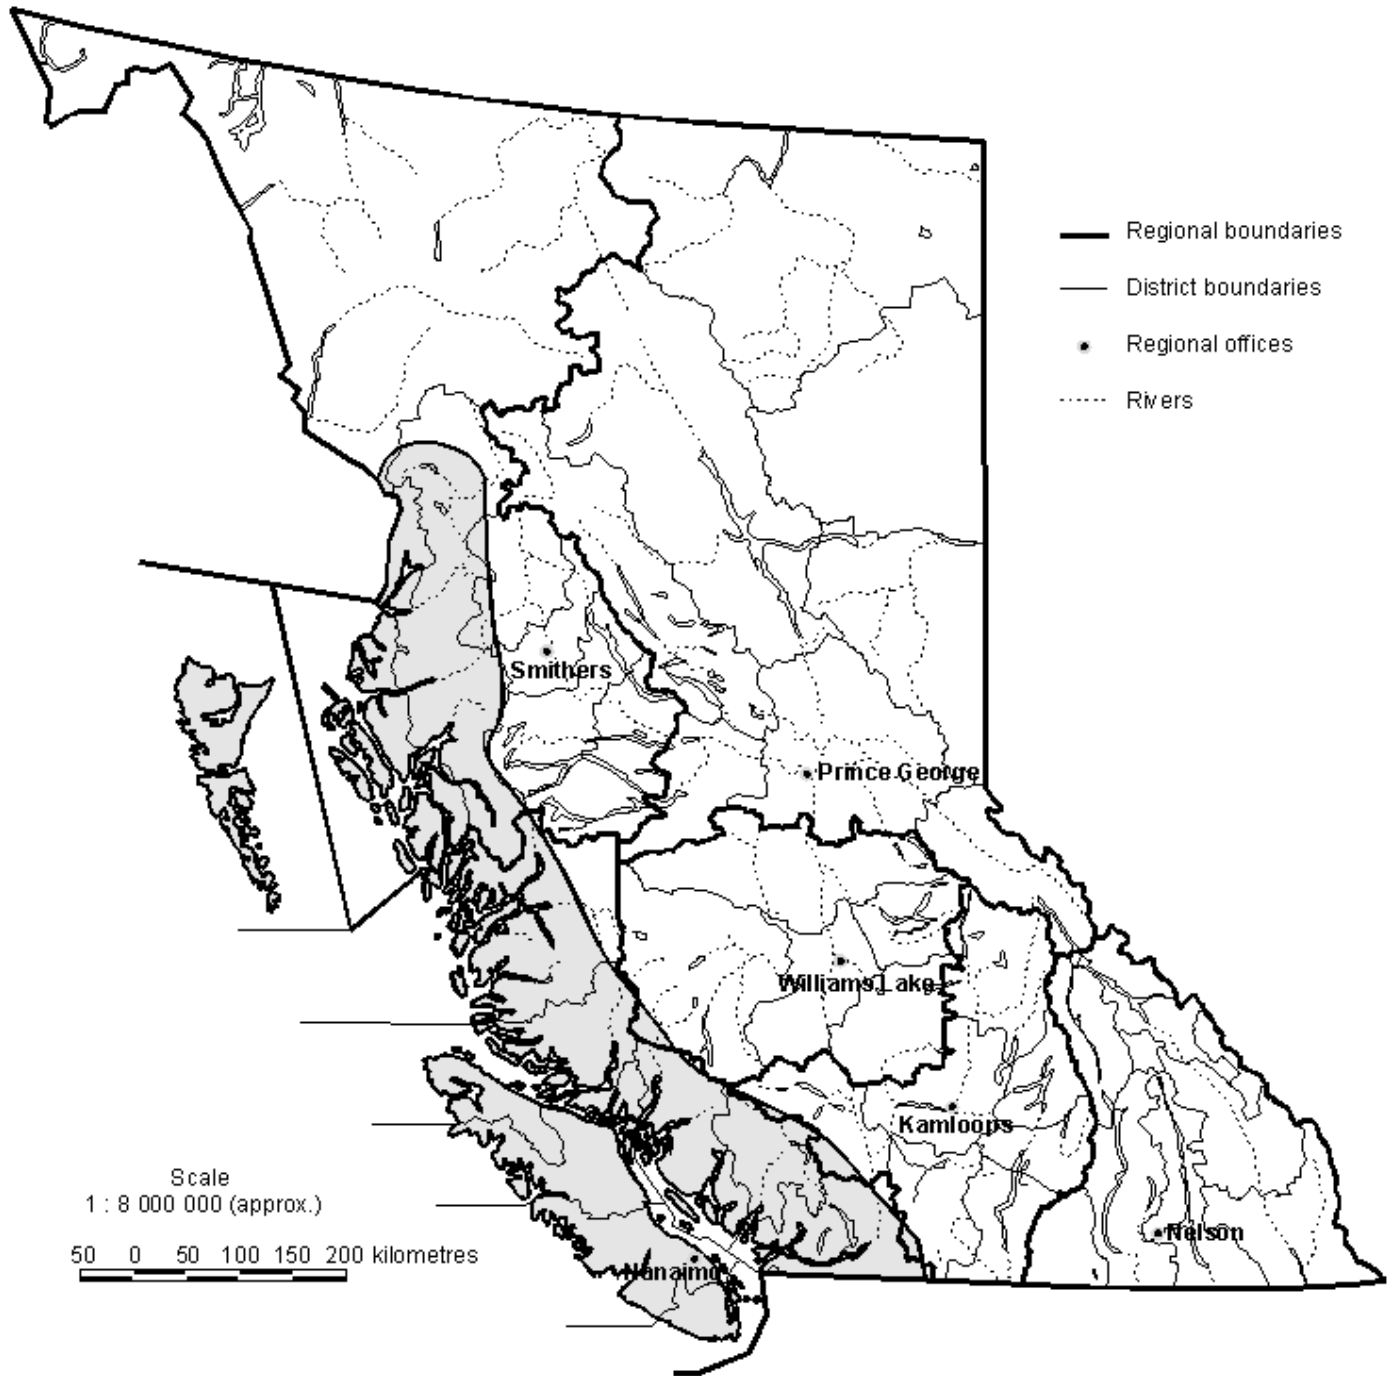 Regional boundaries
District boundaries
Regional offices
Rivers
Smithers
Prince George
Williams Lake
Kamloops
Scale
1 : 8 000 000 (approx.)
Nelson
50 0 50 100 150 200 kilometres
Nanaimo